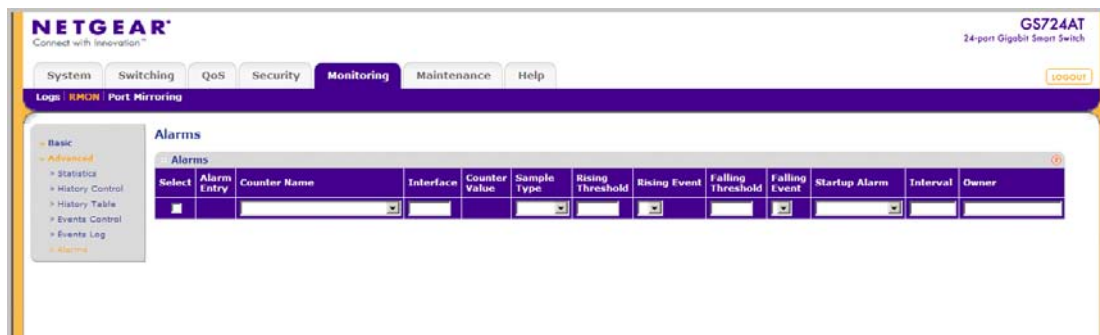 NETGEAR®
Connect with Innovation™
GS724AT
24-port Gigabit Smart Switch
System Switching QoS Security Monitoring Maintenance Help
LOGOUT
Logs RMON Port Mirroring
Basic
Advanced
Statistics
History Control
History Table
Events Control
Events Log
Alarms
Alarms
Alarms
Select Alarm Entry Counter Name Interface Counter Value Sample Type Rising Threshold Rising Event Falling Threshold Falling Event Startup Alarm Interval Owner